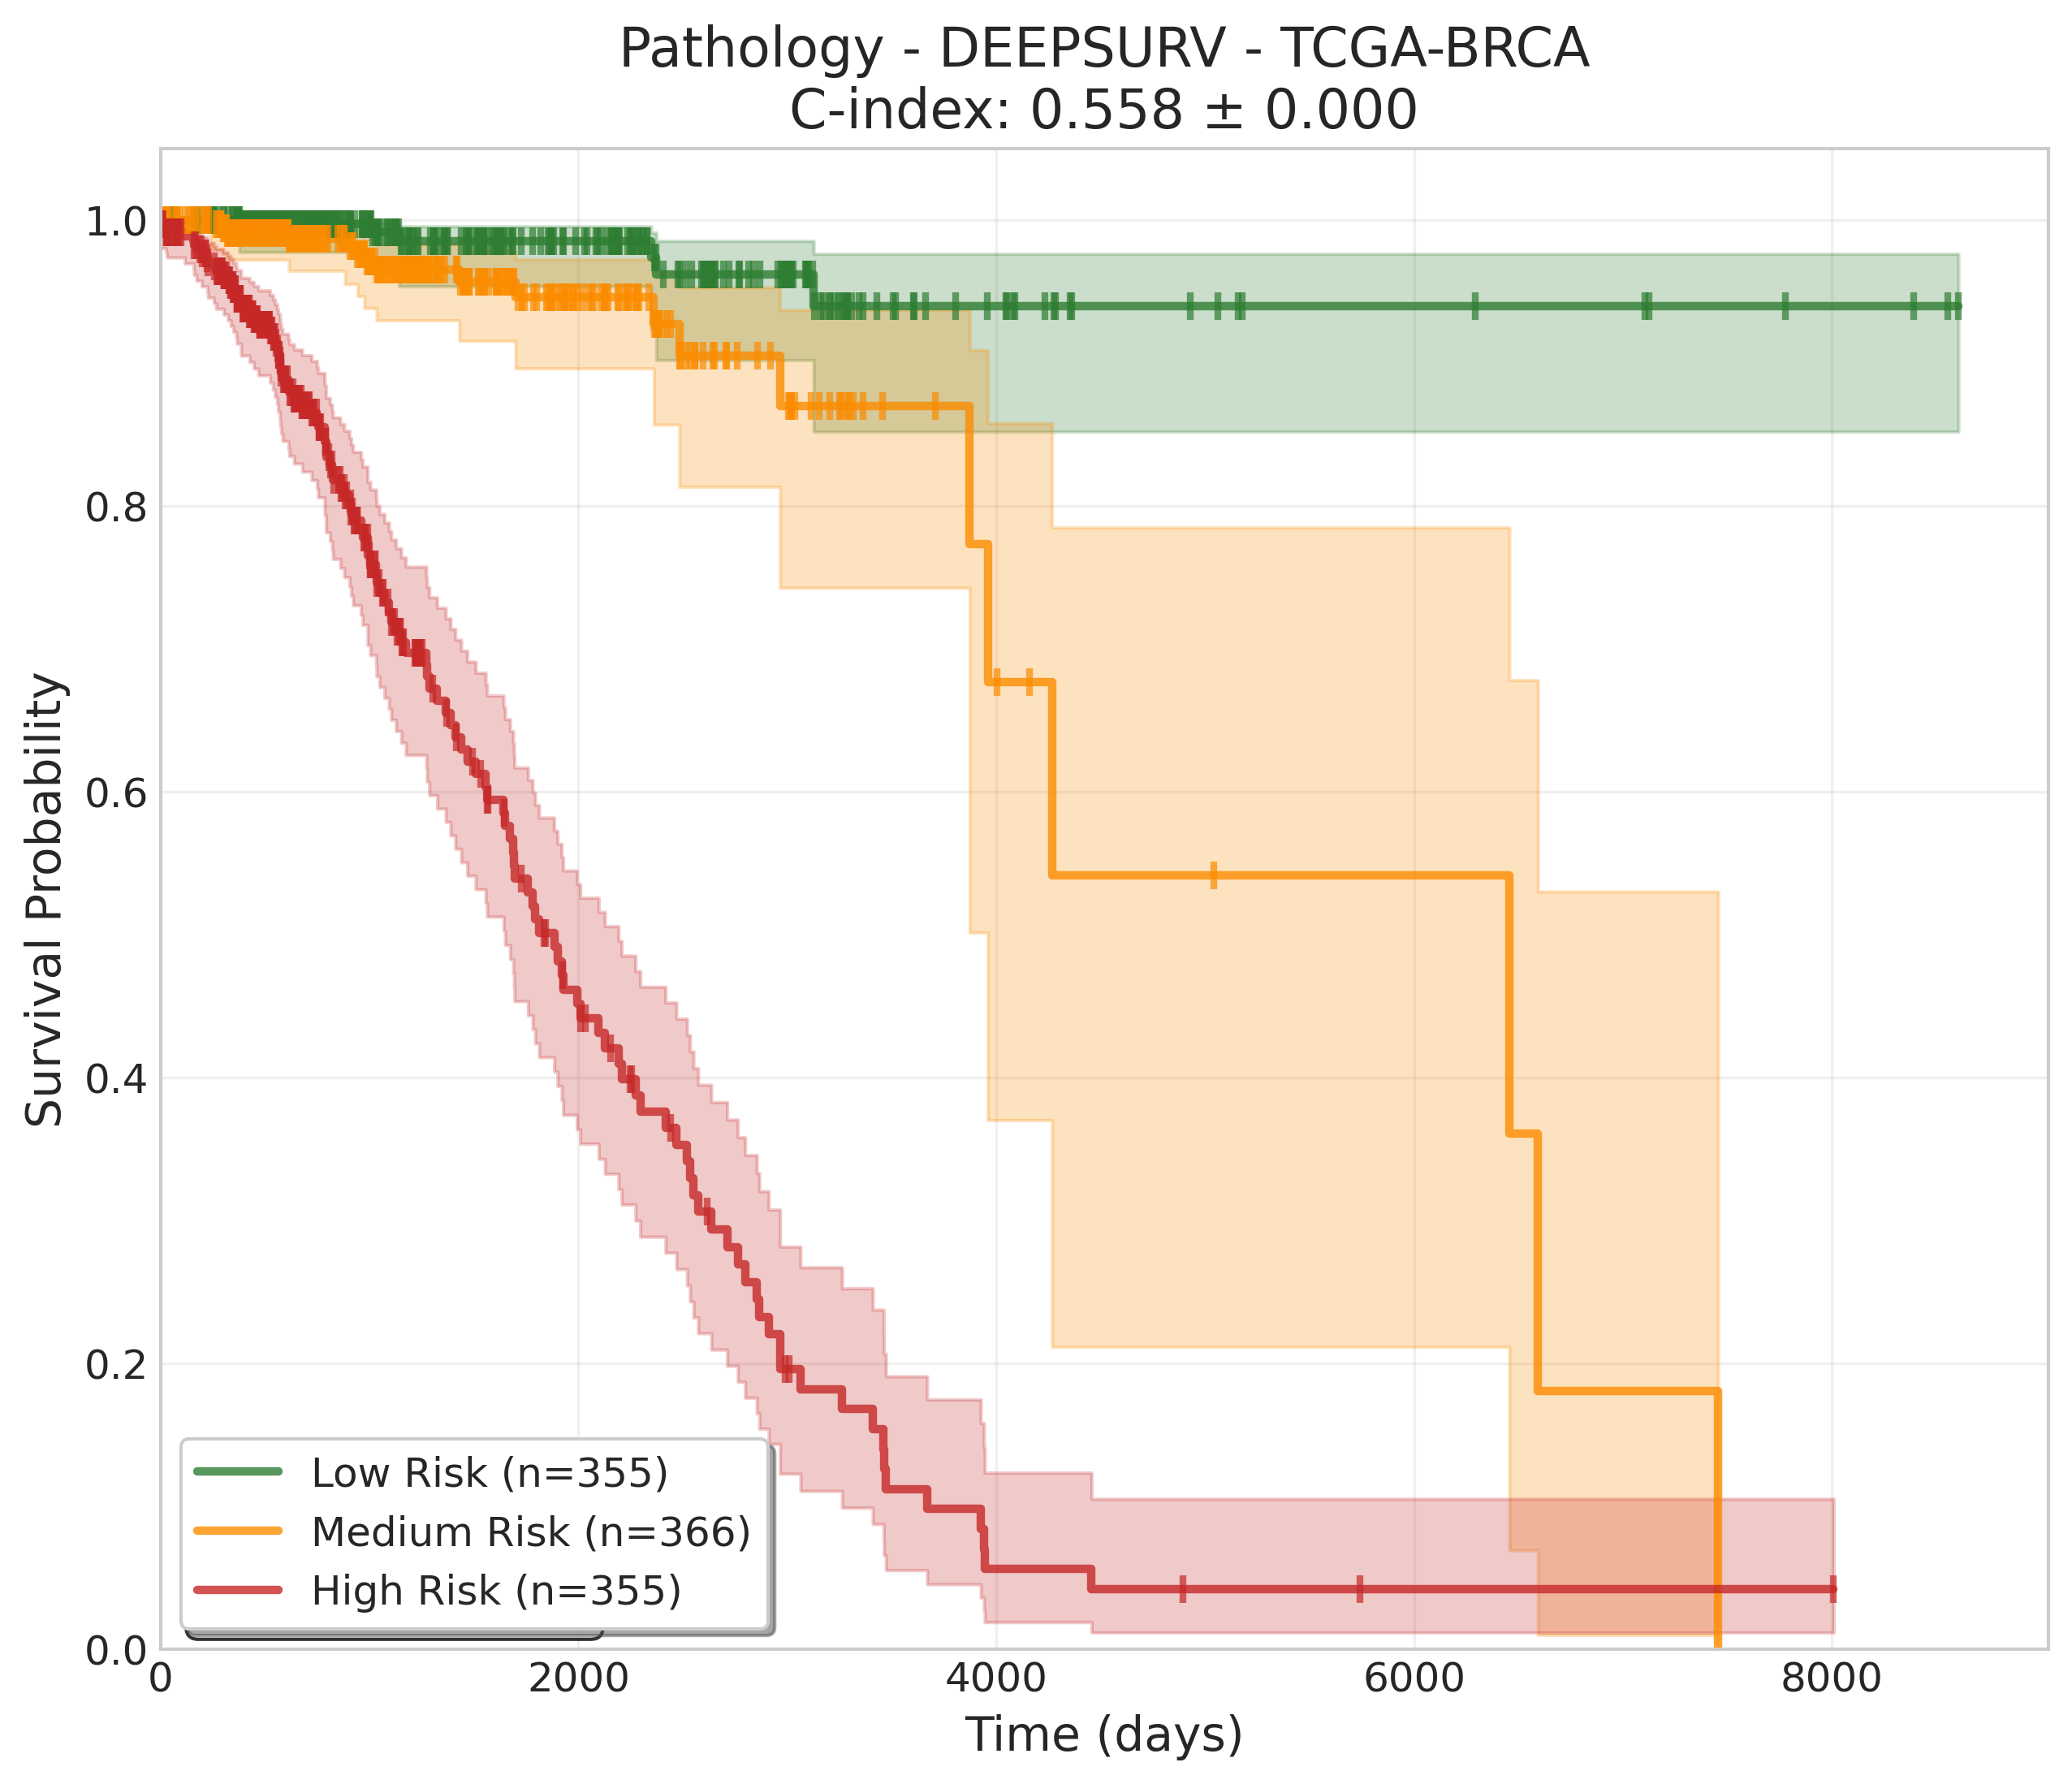 Pathology - DEEPSURV - TCGA-BRCA
C-index: 0.558 ± 0.000
Survival Probability
1.0
0.8
0.6
0.4
0.2
0.0
Low Risk (n=355)
Medium Risk (n=366)
High Risk (n=355)
0 2000 4000 6000 8000
Time (days)